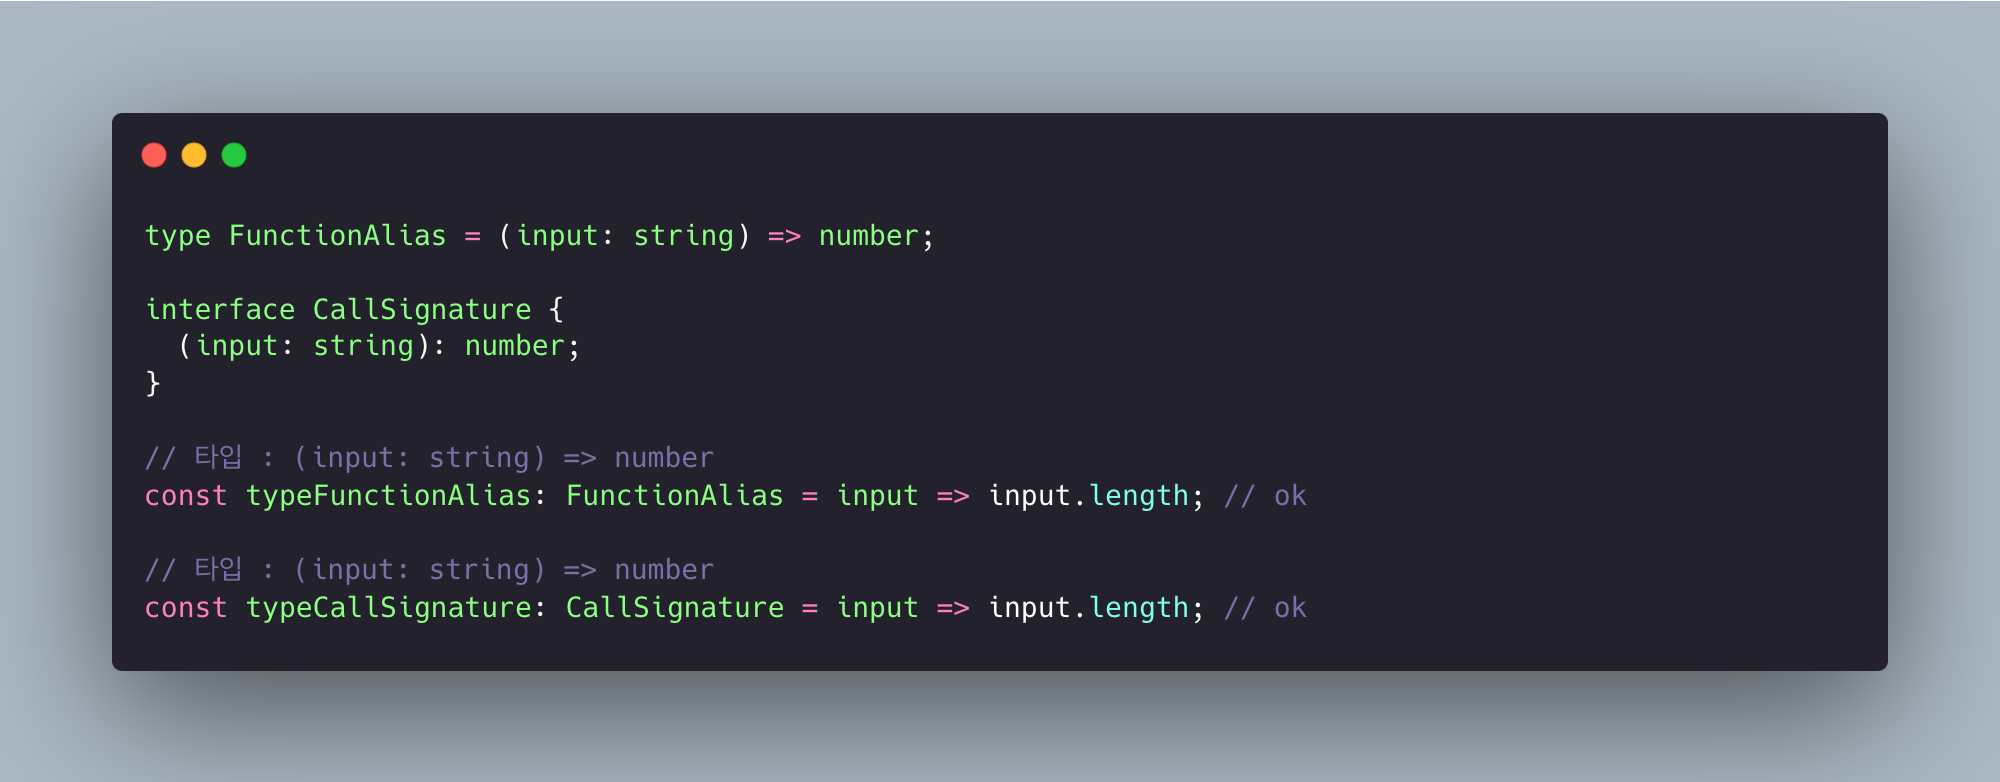 type FunctionAlias = (input: string) => number;
interface CallSignature {
  (input: string): number;
}
// 타입 : (input: string) => number
const typeFunctionAlias: FunctionAlias = input => input.length; // ok
// 타입 : (input: string) => number
const typeCallSignature: CallSignature = input => input.length; // ok